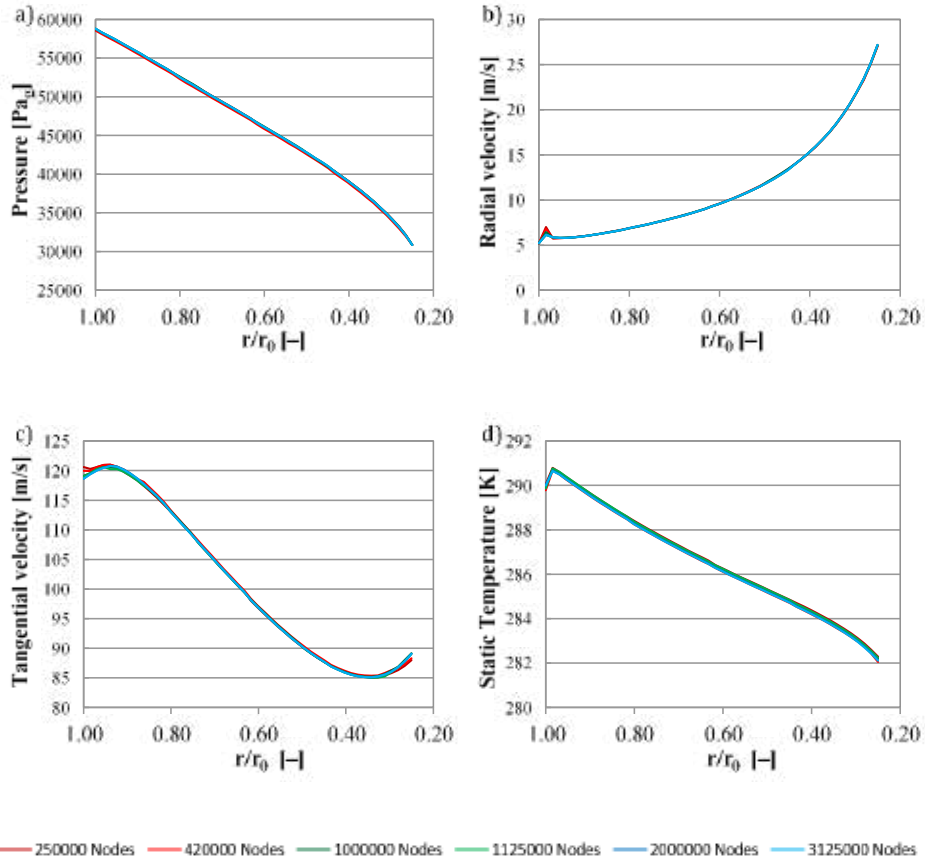 a)
60000
55000
50000
45000
40000
35000
30000
25000
Pressure [Pag]
1.00 0.80 0.60 0.40 0.20
r/r0 [–]
b)
30
25
20
15
10
5
0
Radial velocity [m/s]
1.00 0.80 0.60 0.40 0.20
r/r0 [–]
c)
125
120
115
110
105
100
95
90
85
80
Tangential velocity [m/s]
1.00 0.80 0.60 0.40 0.20
r/r0 [–]
d)
292
290
288
286
284
282
280
Static Temperature [K]
1.00 0.80 0.60 0.40 0.20
r/r0 [–]
250000 Nodes 420000 Nodes 1000000 Nodes 1125000 Nodes 2000000 Nodes 3125000 Nodes